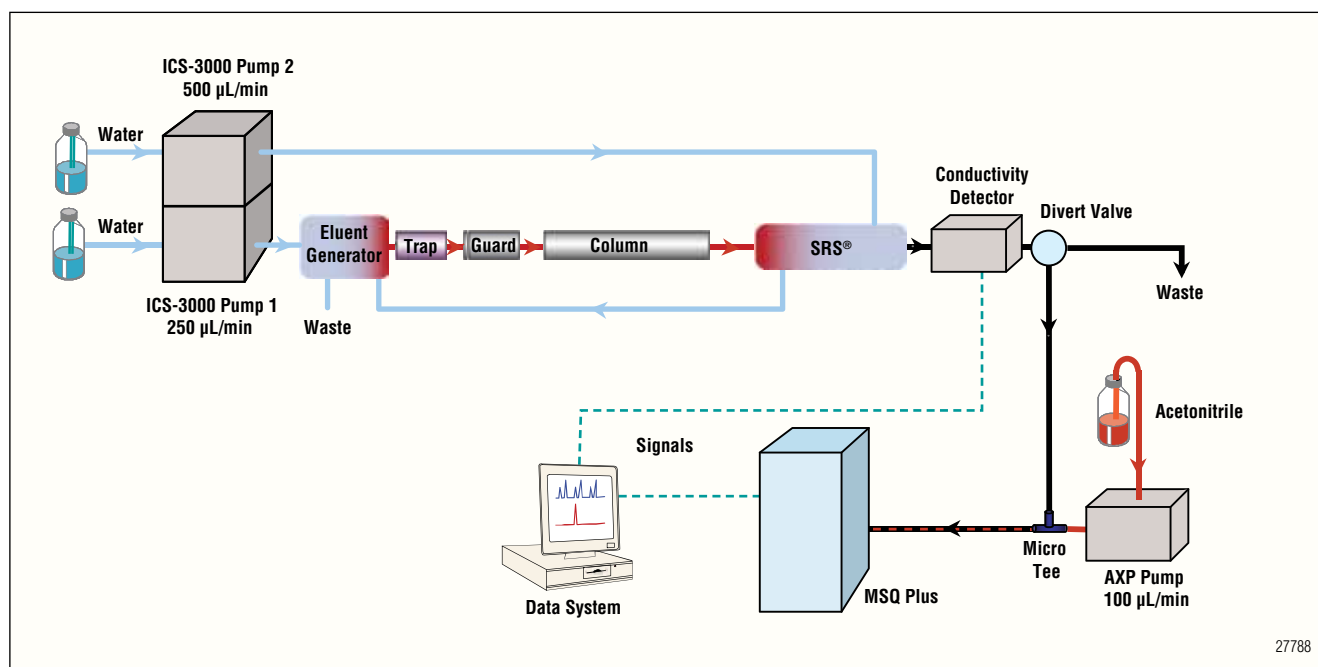 ICS-3000 Pump 2
500 µL/min
Water
Water
ICS-3000 Pump 1
250 µL/min
Eluent
Generator
Waste
Trap
Guard
Column
SRS®
Conductivity
Detector
Divert Valve
Waste
Acetonitrile
Signals
Data System
MSQ Plus
Micro
Tee
AXP Pump
100 µL/min
27788